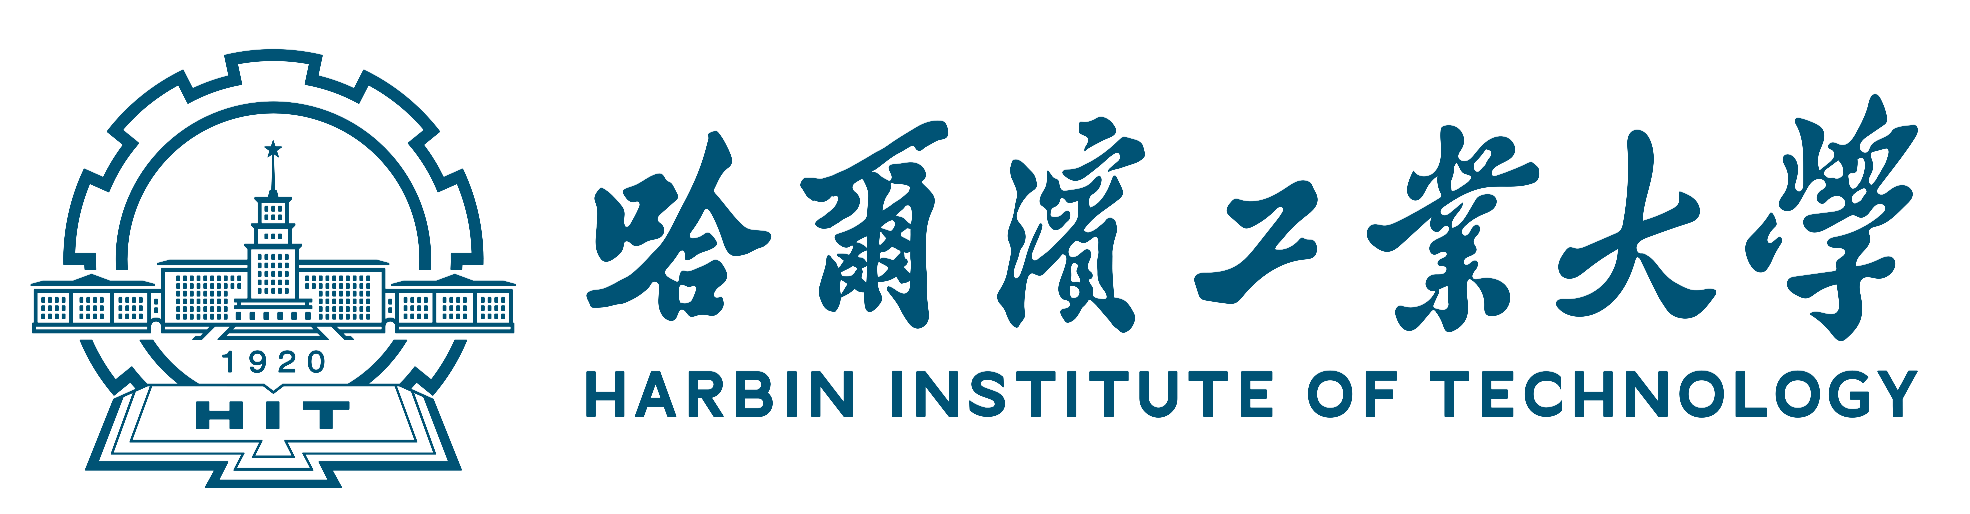 1920
HIT
哈爾濱工業大學
HARBIN INSTITUTE OF TECHNOLOGY